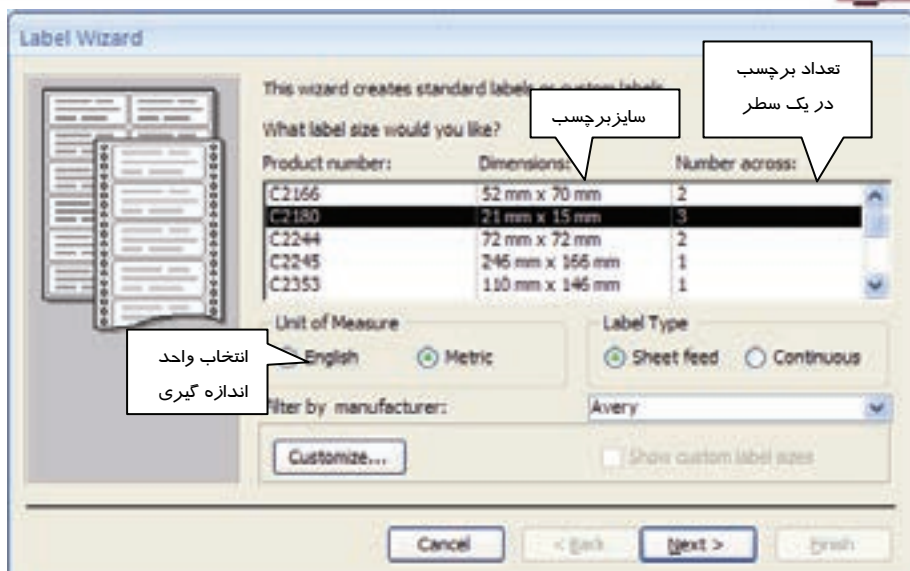 Label Wizard
تعداد برچسب
در یک سطر
This wizard creates standard labels or custom labels.
سایزبرچسب
What label size would you like?
Product number: Dimensions: Number across:
C2166 52 mm x 70 mm 2
C2180 21 mm x 15 mm 3
C2244 72 mm x 72 mm 2
C2245 246 mm x 166 mm 1
C2353 110 mm x 146 mm 1
Unit of Measure Label Type
انتخاب واحد
اندازه گیری
English Metric Sheet feed Continuous
Filter by manufacturer: Avery
Customize... Show custom label sizes
Cancel < Back Next > Finish